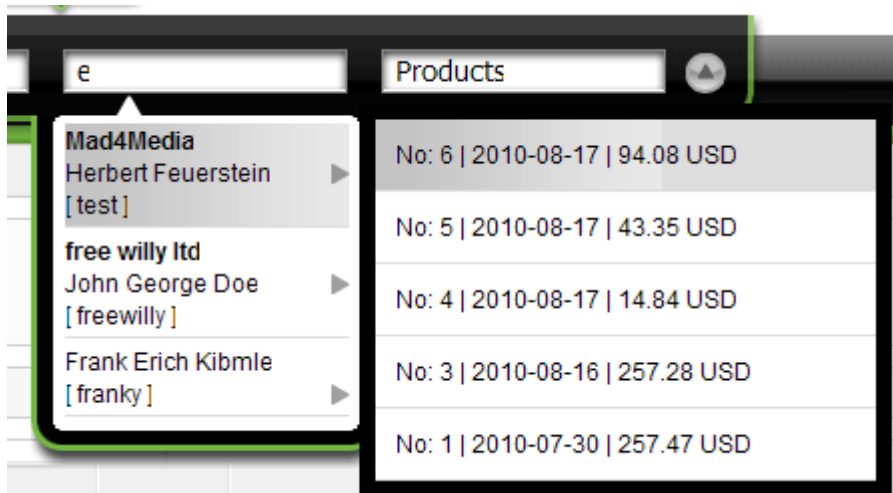 e
Products
Mad4Media
Herbert Feuerstein
[ test ]
free willy ltd
John George Doe
[ freewilly ]
Frank Erich Kibmle
[ franky ]
No: 6 | 2010-08-17 | 94.08 USD
No: 5 | 2010-08-17 | 43.35 USD
No: 4 | 2010-08-17 | 14.84 USD
No: 3 | 2010-08-16 | 257.28 USD
No: 1 | 2010-07-30 | 257.47 USD